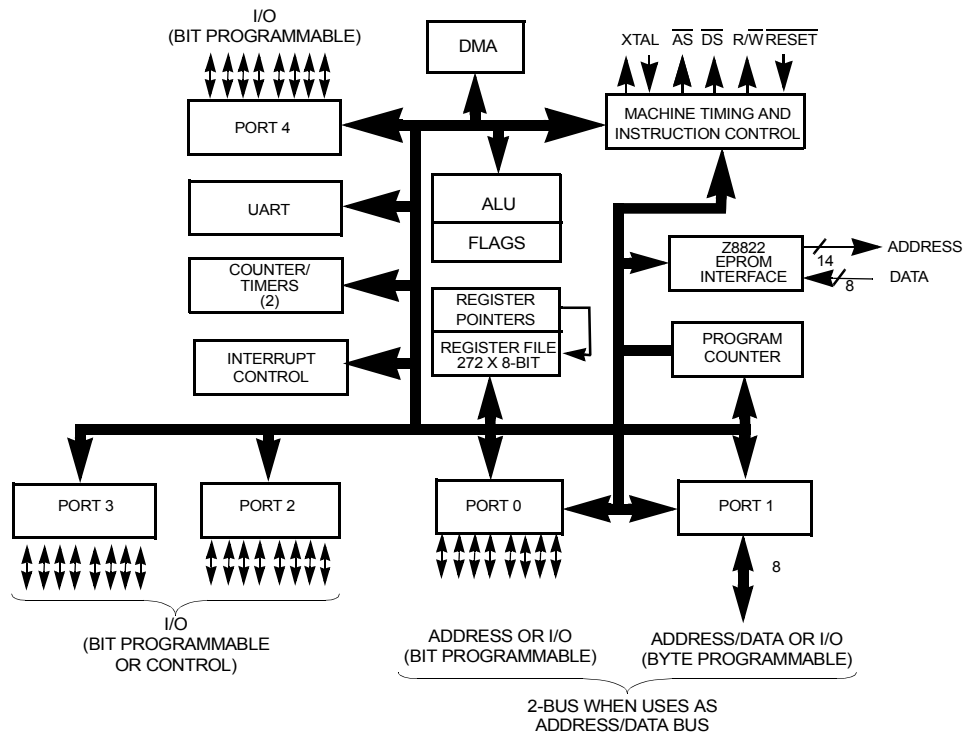 I/O
(BIT PROGRAMMABLE)
DMA
XTAL AS DS R/W RESET
PORT 4
MACHINE TIMING AND
INSTRUCTION CONTROL
UART
ALU
FLAGS
Z8822
EPROM
INTERFACE
14
8
ADDRESS
DATA
COUNTER/
TIMERS
(2)
REGISTER
POINTERS
REGISTER FILE
272 X 8-BIT
PROGRAM
COUNTER
INTERRUPT
CONTROL
PORT 3
PORT 2
PORT 0
PORT 1
8
I/O
(BIT PROGRAMMABLE
OR CONTROL)
ADDRESS OR I/O
(BIT PROGRAMMABLE)
ADDRESS/DATA OR I/O
(BYTE PROGRAMMABLE)
2-BUS WHEN USES AS
ADDRESS/DATA BUS